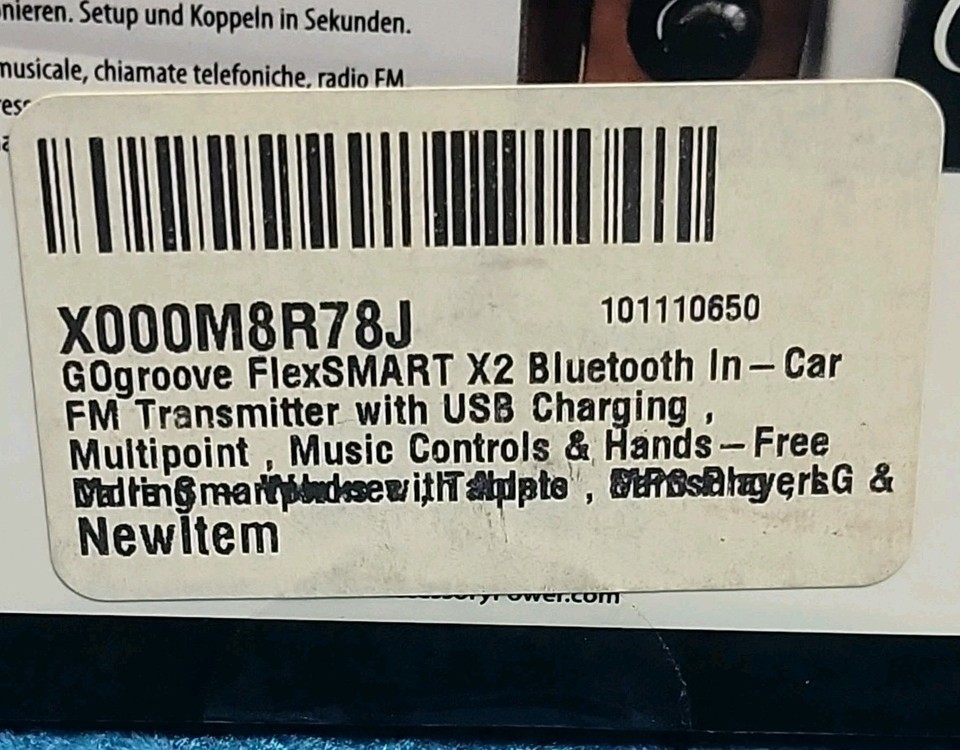 nieren. Setup und Koppeln in Sekunden.
musicale, chiamate telefoniche, radio FM
X000M8R78J
101110650
GOgroove FlexSMART X2 Bluetooth In-Car
FM Transmitter with USB Charging ,
Multipoint , Music Controls & Hands-Free
&
NewItem